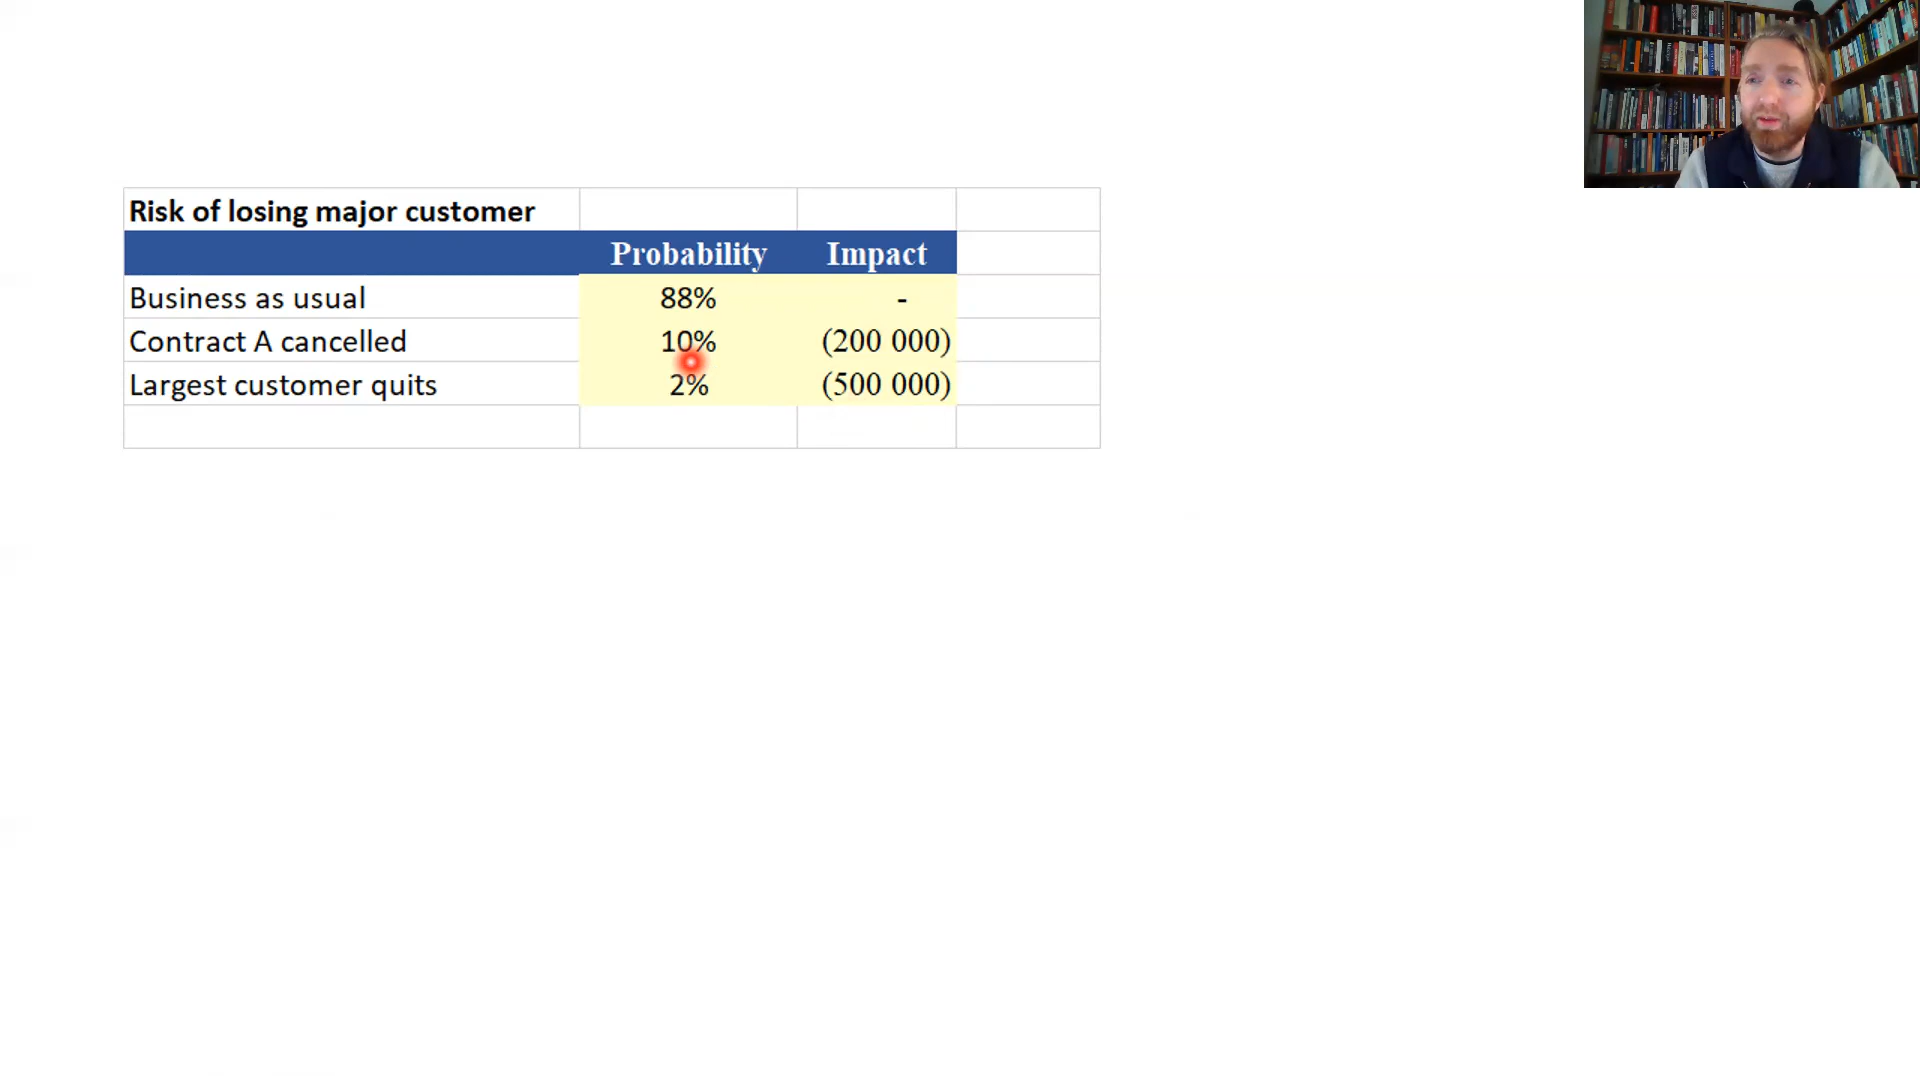 Risk of losing major customer
Probability Impact
Business as usual 88% -
Contract A cancelled 10% (200 000)
Largest customer quits 2% (500 000)